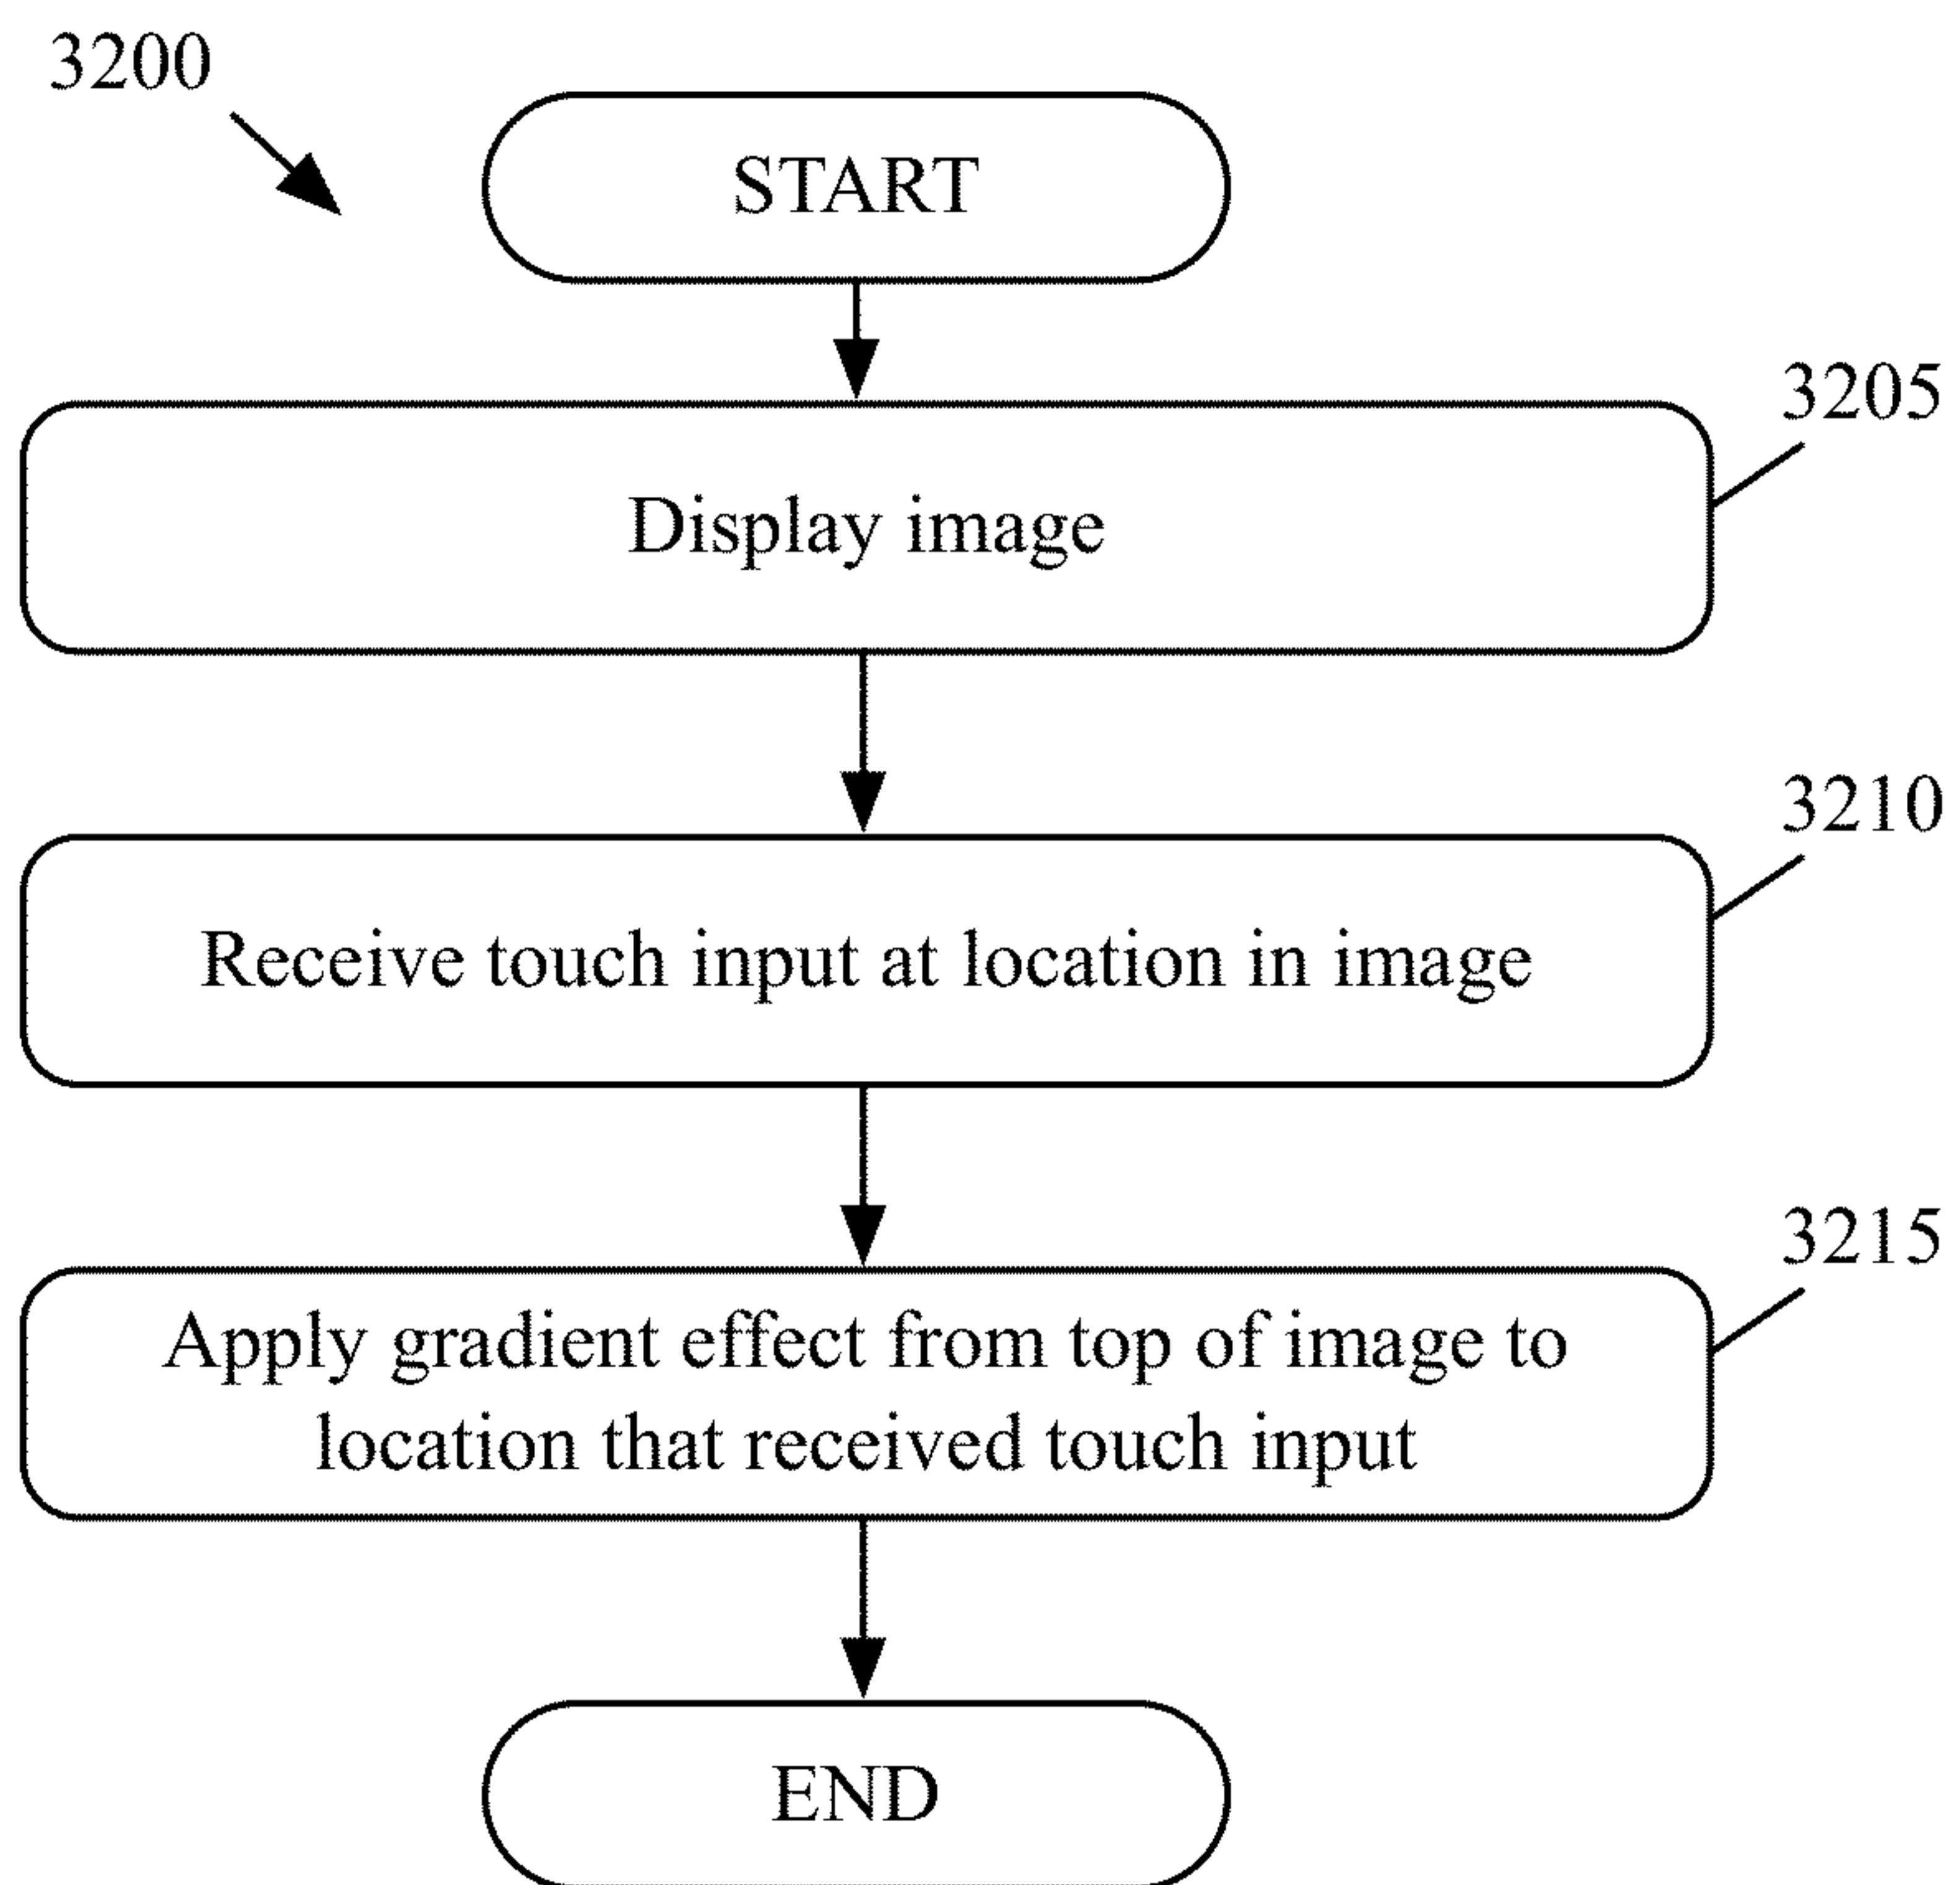 3200
START
3205
Display image
3210
Receive touch input at location in image
3215
Apply gradient effect from top of image to
location that received touch input
END